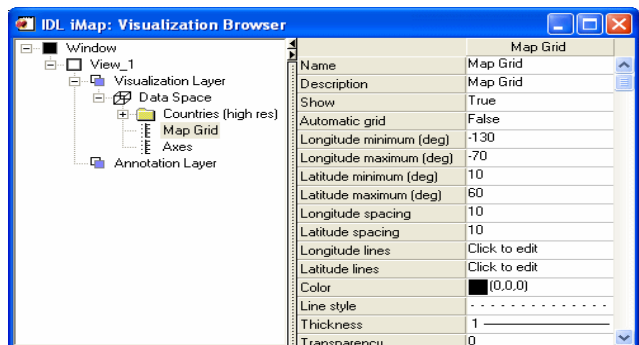 IDL iMap: Visualization Browser
Window
View_1
Visualization Layer
Data Space
Countries (high res)
Map Grid
Axes
Annotation Layer
Map Grid
Name Map Grid
Description Map Grid
Show True
Automatic grid False
Longitude minimum (deg) -130
Longitude maximum (deg) -70
Latitude minimum (deg) 10
Latitude maximum (deg) 60
Longitude spacing 10
Latitude spacing 10
Longitude lines Click to edit
Latitude lines Click to edit
Color (0,0,0)
Line style
Thickness 1
Transparency 0